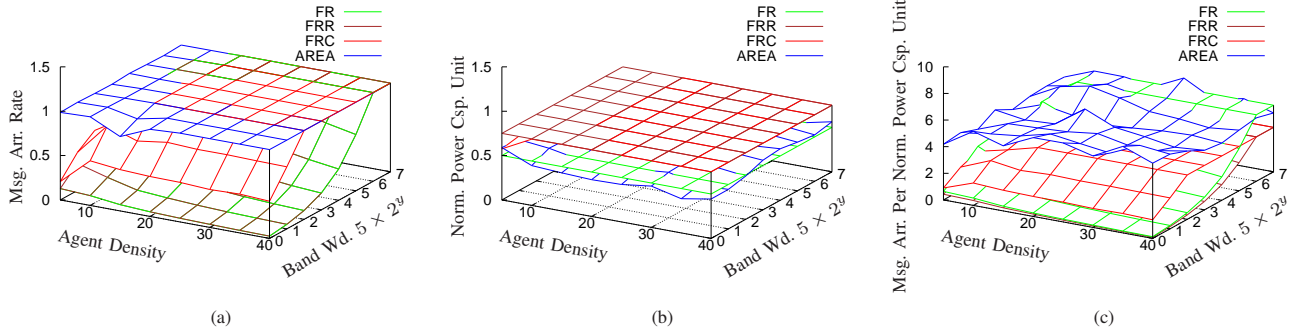 FR
FRR
FRC
AREA
Msg. Arr. Rate
1.5
1
0.5
0
10
20
30
40
Agent Density
0
1
2
3
4
5
6
7
Band Wd. 5 × 2^y
(a)
FR
FRR
FRC
AREA
Norm. Power Csp. Unit
1.5
1
0.5
0
10
20
30
40
Agent Density
0
1
2
3
4
5
6
7
Band Wd. 5 × 2^y
(b)
FR
FRR
FRC
AREA
Msg. Arr. Per Norm. Power Csp. Unit
10
8
6
4
2
0
10
20
30
40
Agent Density
0
1
2
3
4
5
6
7
Band Wd. 5 × 2^y
(c)